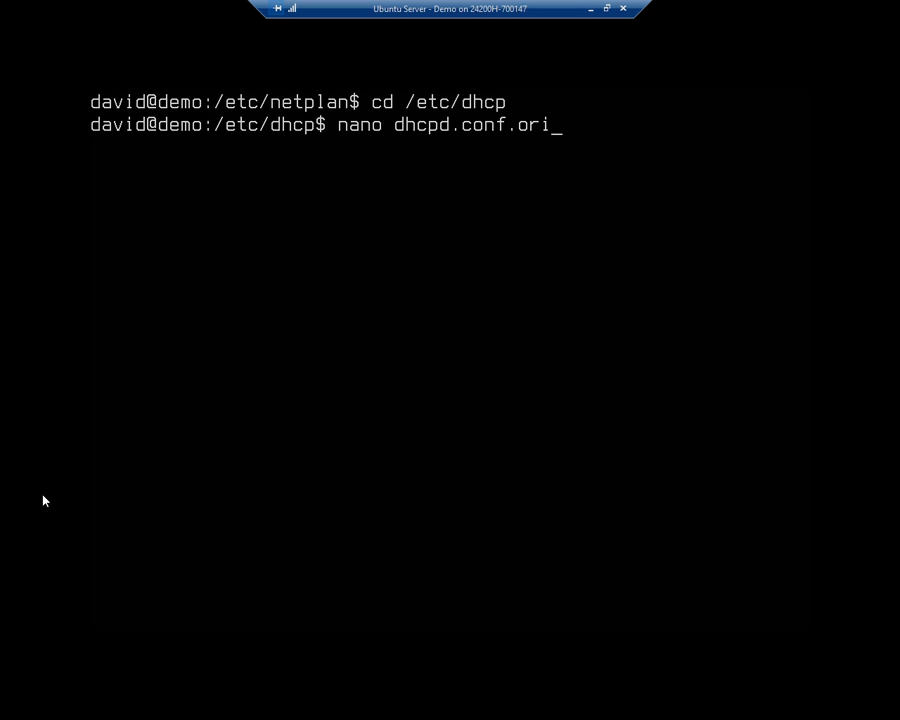 Ubuntu Server - Demo on 24200H-700147
david@demo:/etc/netplan$ cd /etc/dhcp
david@demo:/etc/dhcp$ nano dhcpd.conf.ori_